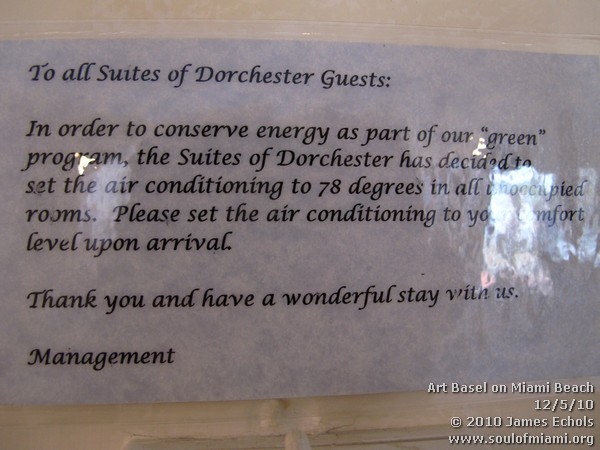 To all Suites of Dorchester Guests:
In order to conserve energy as part of our "green"
program, the Suites of Dorchester has decided to
set the air conditioning to 78 degrees in all unoccupied
rooms. Please set the air conditioning to your comfort
level upon arrival.
Thank you and have a wonderful stay with us.
Management
Art Basel on Miami Beach
12/5/10
© 2010 James Echols
www.soulofmiami.org